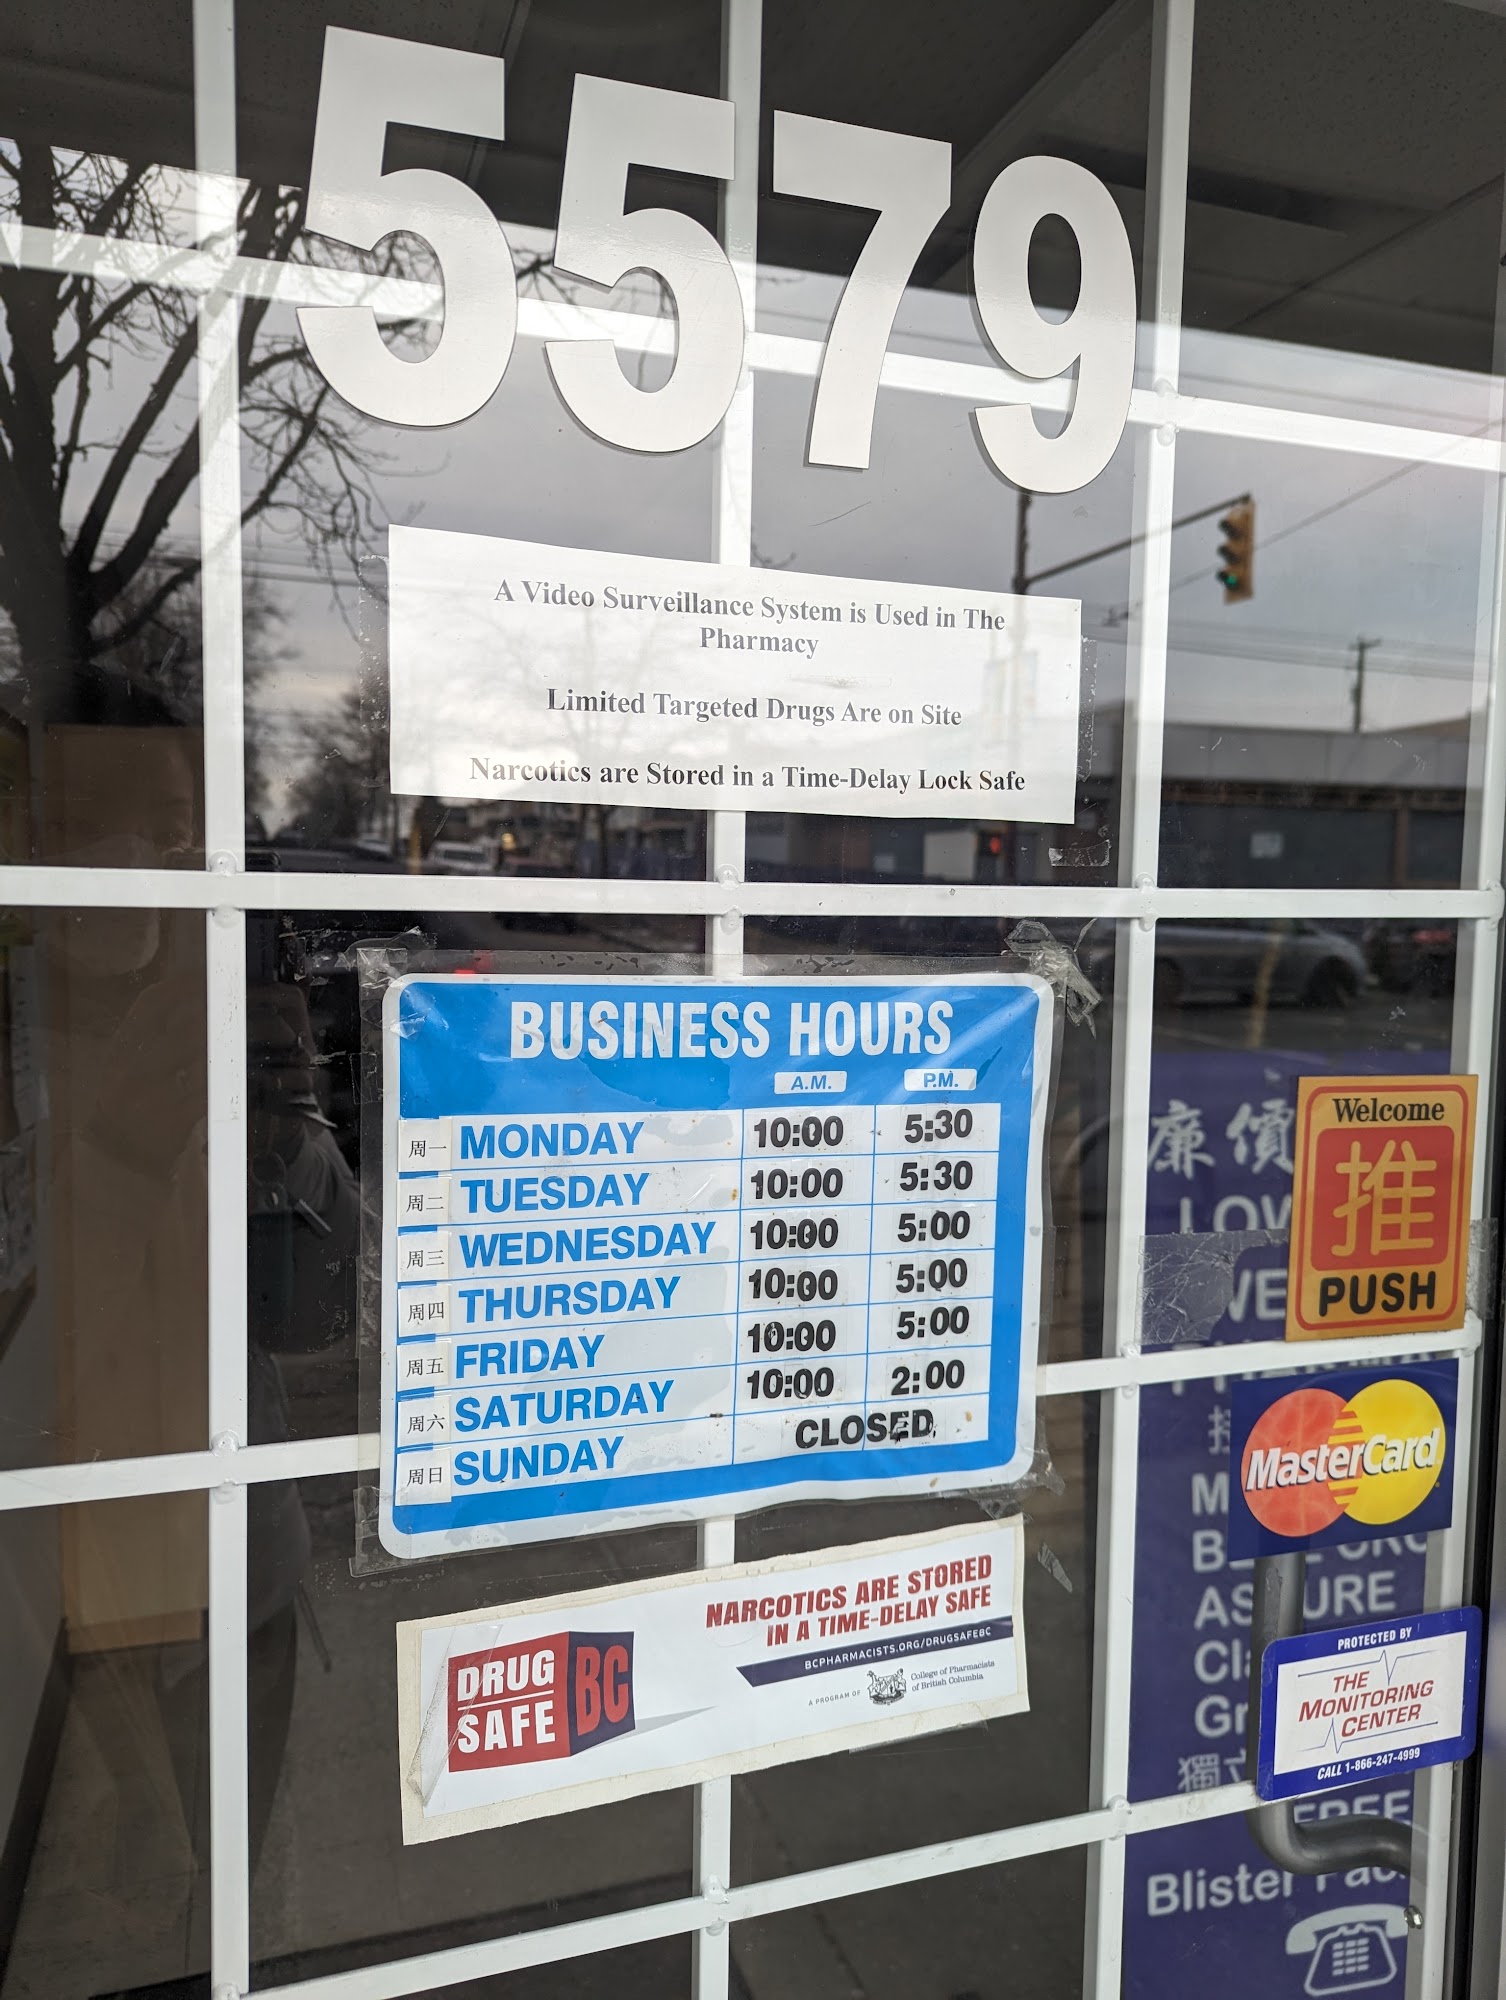 5579
A Video Surveillance System is Used in The
Pharmacy
Limited Targeted Drugs Are on Site
Narcotics are Stored in a Time-Delay Lock Safe
BUSINESS HOURS
A.M. P.M.
周一 MONDAY 10:00 5:30
周二 TUESDAY 10:00 5:30
周三 WEDNESDAY 10:00 5:00
周四 THURSDAY 10:00 5:00
周五 FRIDAY 10:00 5:00
周六 SATURDAY 10:00 2:00
周日 SUNDAY CLOSED
DRUG
SAFE
BC
NARCOTICS ARE STORED
IN A TIME-DELAY SAFE
BCPHARMACISTS.ORG/DRUGSAFEBC
A PROGRAM OF
College of Pharmacists
of British Columbia
廉價
Welcome
推
PUSH
MasterCard
PROTECTED BY
THE
MONITORING
CENTER
CALL 1-866-247-4999
FREE
Blister